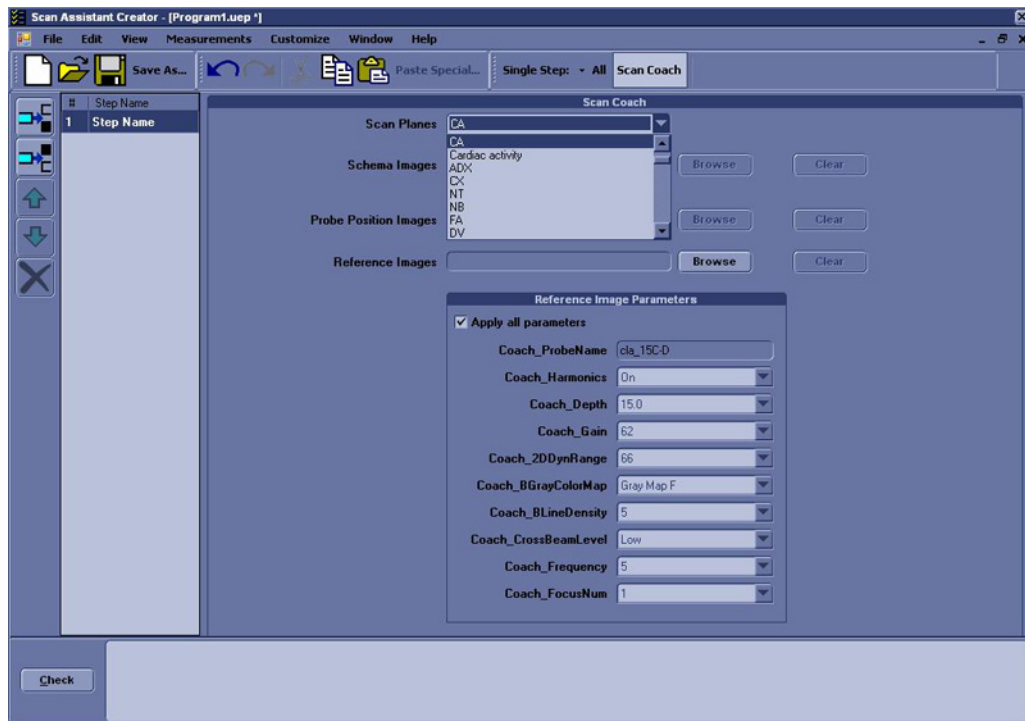 Scan Assistant Creator - [Program1.uep *]
File Edit View Measurements Customize Window Help
Save As... Paste Special... Single Step: All Scan Coach
# Step Name
1 Step Name
Scan Coach
Scan Planes CA
CA
Cardiac activity
ADX
CX
NT
NB
FA
DV
Schema Images Browse Clear
Probe Position Images Browse Clear
Reference Images Browse Clear
Reference Image Parameters
Apply all parameters
Coach_ProbeName cla_15C-D
Coach_Harmonics On
Coach_Depth 15.0
Coach_Gain 62
Coach_2DDynRange 66
Coach_BGrayColorMap Gray Map F
Coach_BLineDensity 5
Coach_CrossBeamLevel Low
Coach_Frequency 5
Coach_FocusNum 1
Check